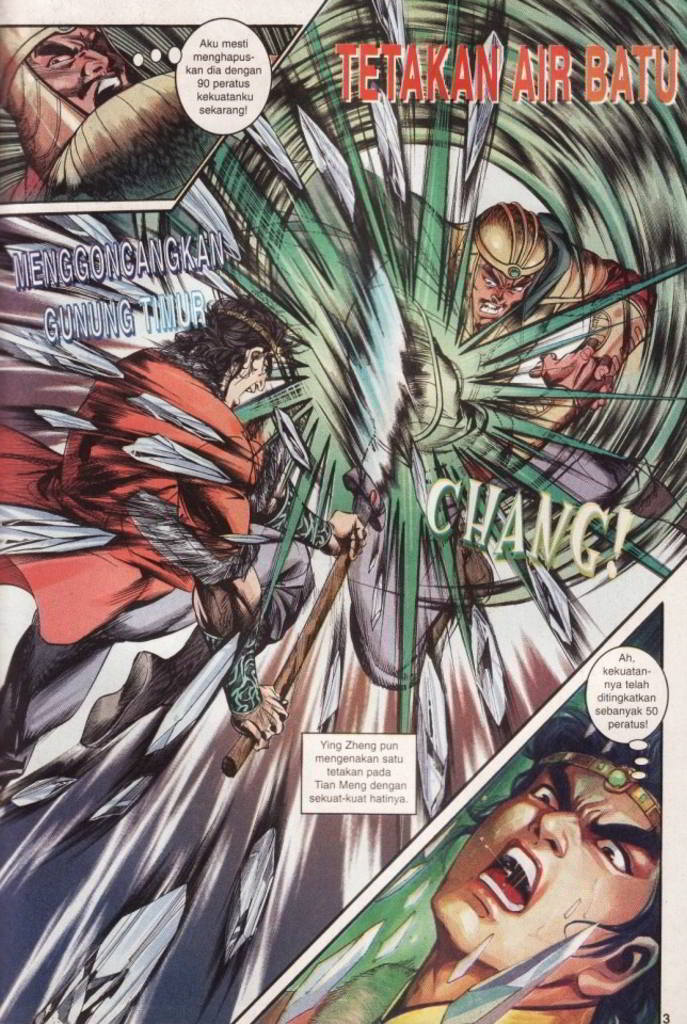 Aku mesti
menghapus-
kan dia dengan
90 peratus
kekuatanku
sekarang!
TETAKAN AIR BATU
MENGGONCANGKAN
GUNUNG TIMUR
CHANG!
Ying Zheng pun
mengenakan satu
tetakan pada
Tian Meng dengan
sekuat-kuat hatinya.
Ah,
kekuatan-
nya telah
ditingkatkan
sebanyak 50
peratus!
3